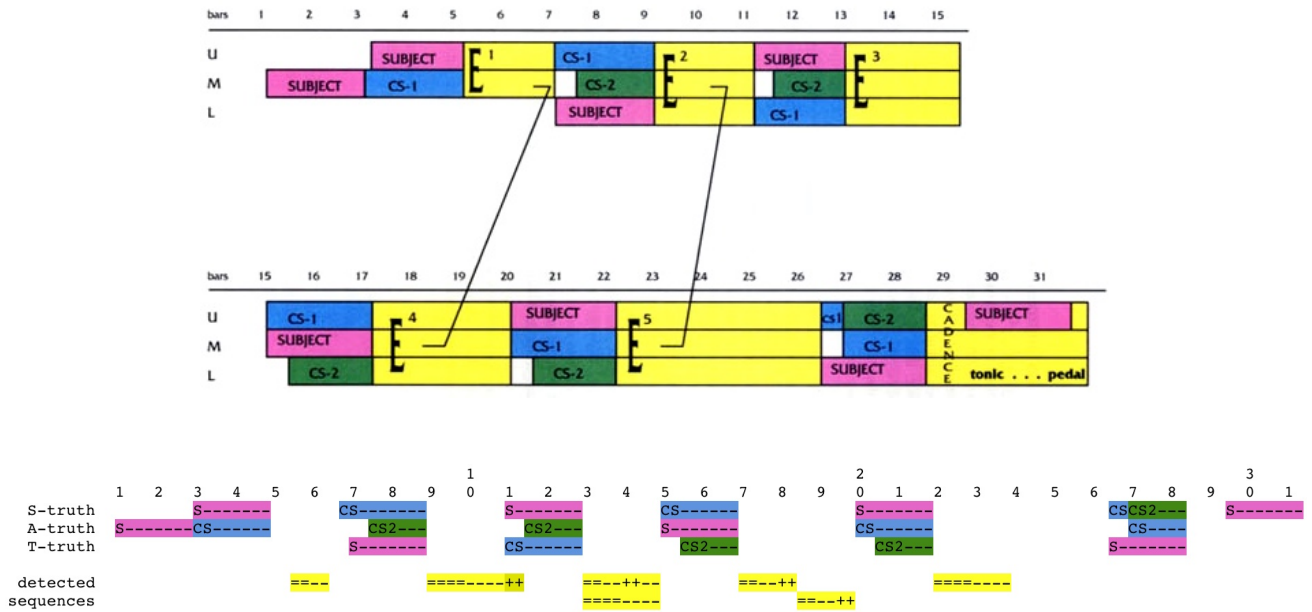 bars 1 2 3 4 5 6 7 8 9 10 11 12 13 15
U SUBJECT E 1 CS-1 E 2 SUBJECT E 3
M SUBJECT CS-1 CS-2 CS-2
L SUBJECT CS-1
bars 15 16 17 18 19 20 21 22 23 24 25 26 27 28 29 30 31
U CS-1 E 4 SUBJECT E 5 cs1 CS-2 CADENCE SUBJECT
M SUBJECT CS-1 CS-1
L CS-2 CS-2 SUBJECT tonic . . . pedal
1 2 3
1 2 3 4 5 6 7 8 9 0 1 2 3 4 5 6 7 8 9 0 1 2 3 4 5 6 7 8 9 0 1
S-truth S------- CS------- S------- CS------ S------- CSCS2--- S-------
A-truth S-------CS------ CS2--- CS2--- S------- CS------ CS----
T-truth S------- CS------ CS2--- CS2--- S-------
detected ==-- ====----++ ==--++-- ==--++ ====----
sequences ====---- ==--++